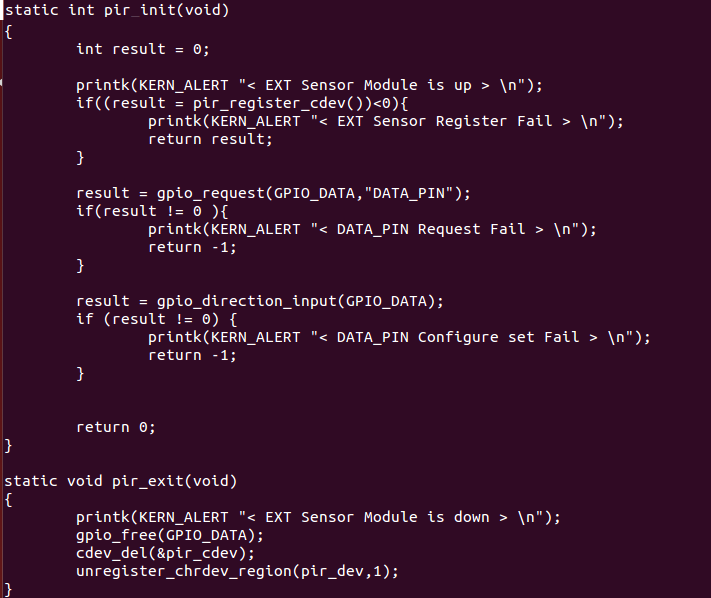 static int pir_init(void)
{
        int result = 0;

        printk(KERN_ALERT "< EXT Sensor Module is up > \n");
        if((result = pir_register_cdev())<0){
                printk(KERN_ALERT "< EXT Sensor Register Fail > \n");
                return result;
        }

        result = gpio_request(GPIO_DATA,"DATA_PIN");
        if(result != 0 ){
                printk(KERN_ALERT "< DATA_PIN Request Fail > \n");
                return -1;
        }

        result = gpio_direction_input(GPIO_DATA);
        if (result != 0) {
                printk(KERN_ALERT "< DATA_PIN Configure set Fail > \n");
                return -1;
        }


        return 0;
}

static void pir_exit(void)
{
        printk(KERN_ALERT "< EXT Sensor Module is down > \n");
        gpio_free(GPIO_DATA);
        cdev_del(&pir_cdev);
        unregister_chrdev_region(pir_dev,1);
}